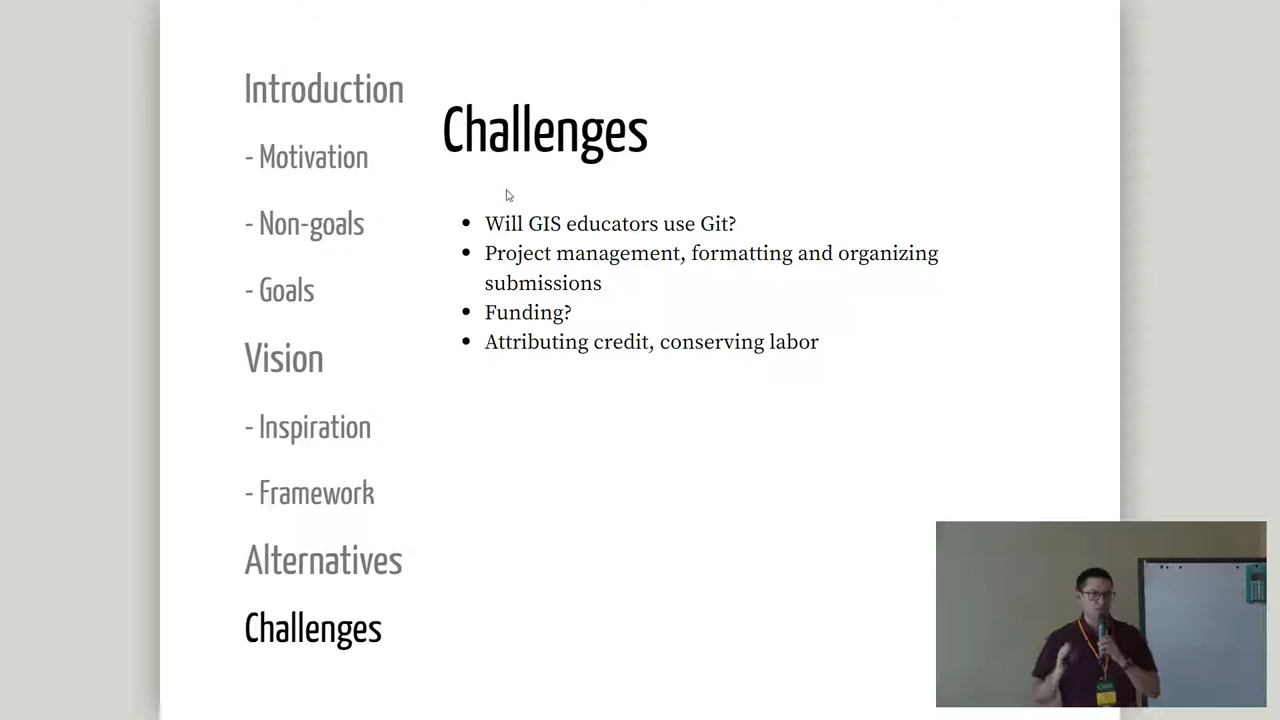 Introduction
- Motivation
- Non-goals
- Goals
Vision
- Inspiration
- Framework
Alternatives
Challenges
Challenges
• Will GIS educators use Git?
• Project management, formatting and organizing
submissions
• Funding?
• Attributing credit, conserving labor